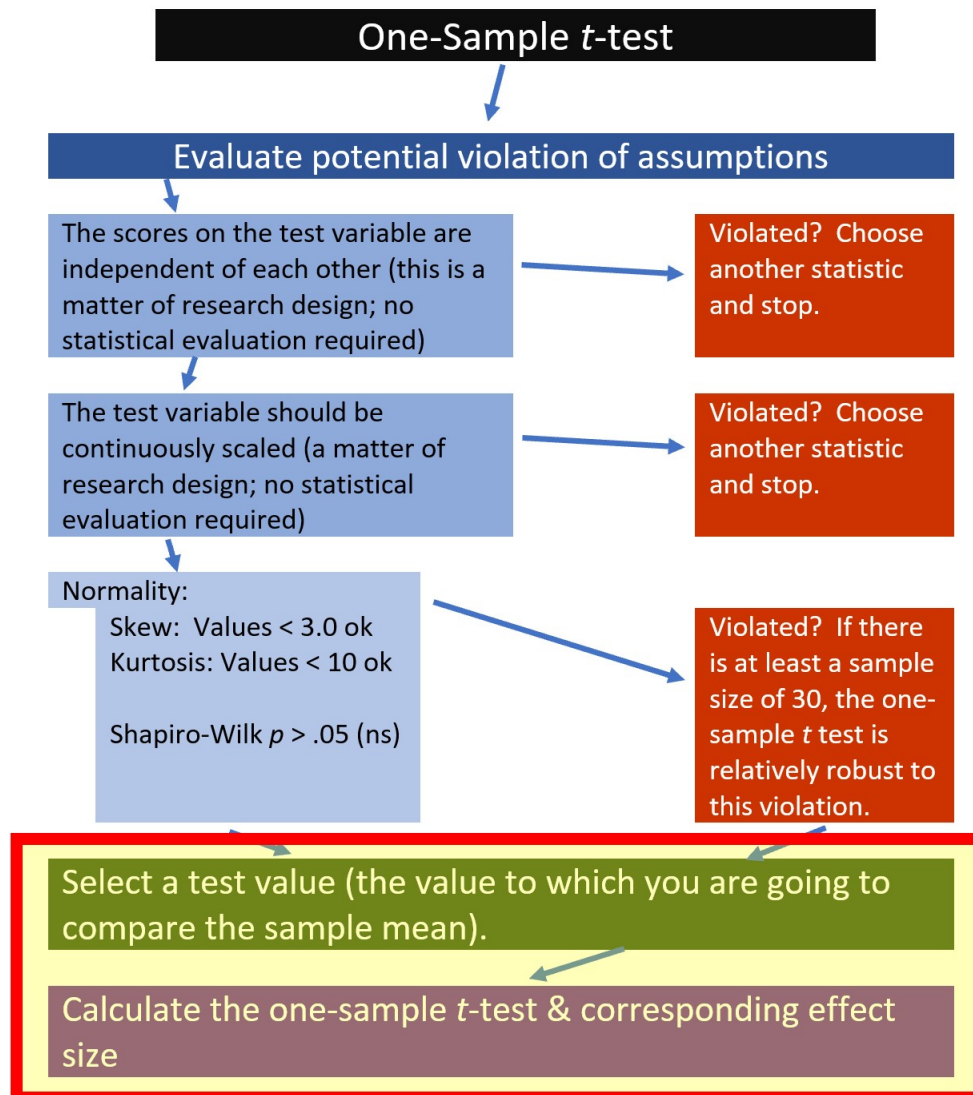 One-Sample t-test
Evaluate potential violation of assumptions
The scores on the test variable are
independent of each other (this is a
matter of research design; no
statistical evaluation required)
Violated?  Choose
another statistic
and stop.
The test variable should be
continuously scaled (a matter of
research design; no statistical
evaluation required)
Violated?  Choose
another statistic
and stop.
Normality:
Skew:  Values < 3.0 ok
Kurtosis: Values < 10 ok
Shapiro-Wilk p > .05 (ns)
Violated?  If there
is at least a sample
size of 30, the one-
sample t test is
relatively robust to
this violation.
Select a test value (the value to which you are going to
compare the sample mean).
Calculate the one-sample t-test & corresponding effect
size